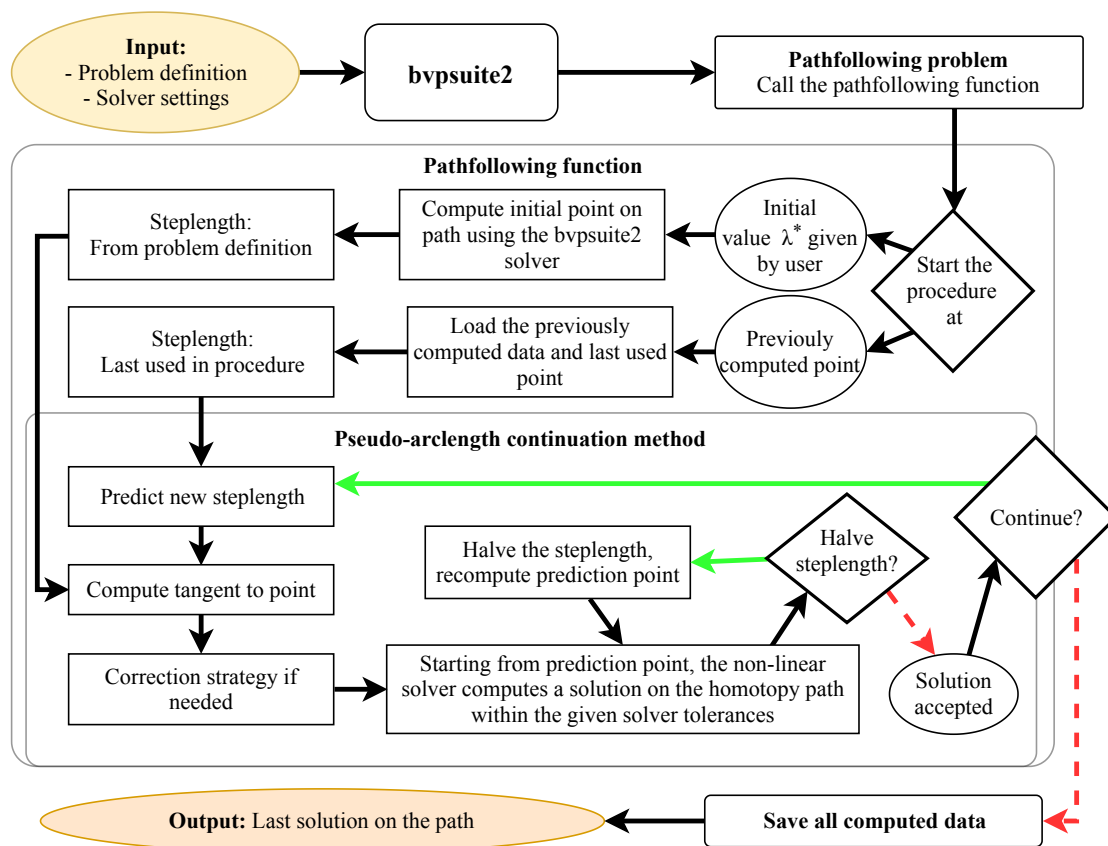 Input:
- Problem definition
- Solver settings
bvpsuite2
Pathfollowing problem
Call the pathfollowing function
Pathfollowing function
Steplength:
From problem definition
Compute initial point on
path using the bvpsuite2
solver
Initial
value λ* given
by user
Start the
procedure
at
Steplength:
Last used in procedure
Load the previously
computed data and last used
point
Previouly
computed point
Pseudo-arclength continuation method
Predict new steplength
Compute tangent to point
Correction strategy if
needed
Halve the steplength,
recompute prediction point
Halve
steplength?
Continue?
Starting from prediction point, the non-linear
solver computes a solution on the homotopy path
within the given solver tolerances
Solution
accepted
Output: Last solution on the path
Save all computed data